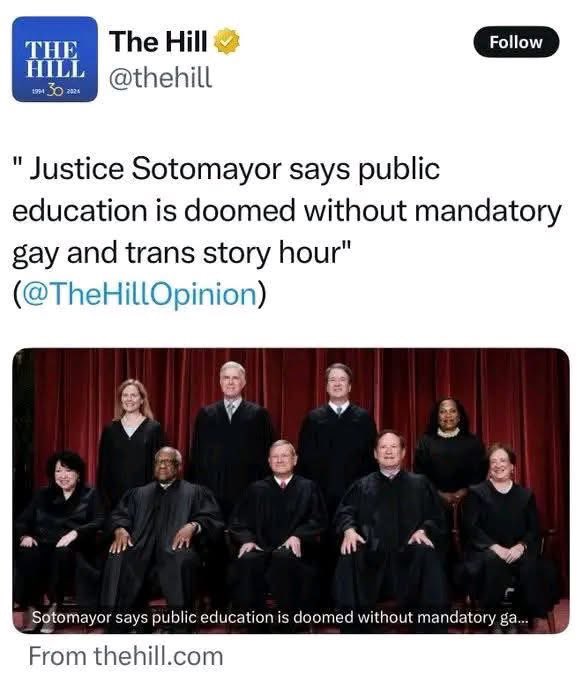 THE
HILL
1994 30 2024
The Hill
@thehill
Follow
" Justice Sotomayor says public
education is doomed without mandatory
gay and trans story hour"
(@TheHillOpinion)
Sotomayor says public education is doomed without mandatory ga...
From thehill.com